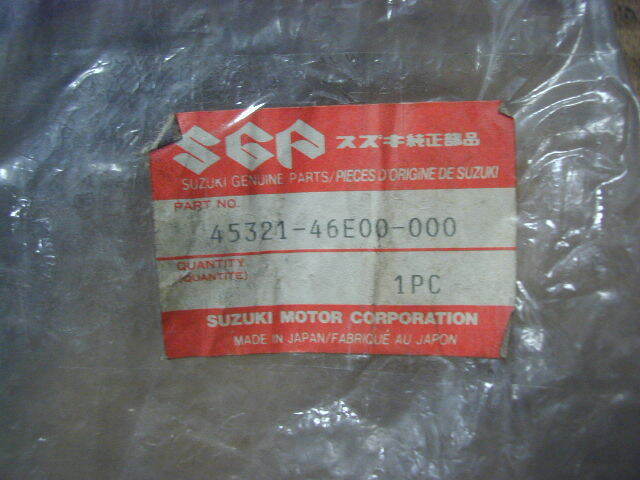 SGP スズキ純正部品
SUZUKI GENUINE PARTS/PIECES D'ORIGINE DE SUZUKI
PART NO.
45321-46E00-000
QUANTITY
(QUANTITE)
1PC
SUZUKI MOTOR CORPORATION
MADE IN JAPAN/FABRIQUÉ AU JAPON